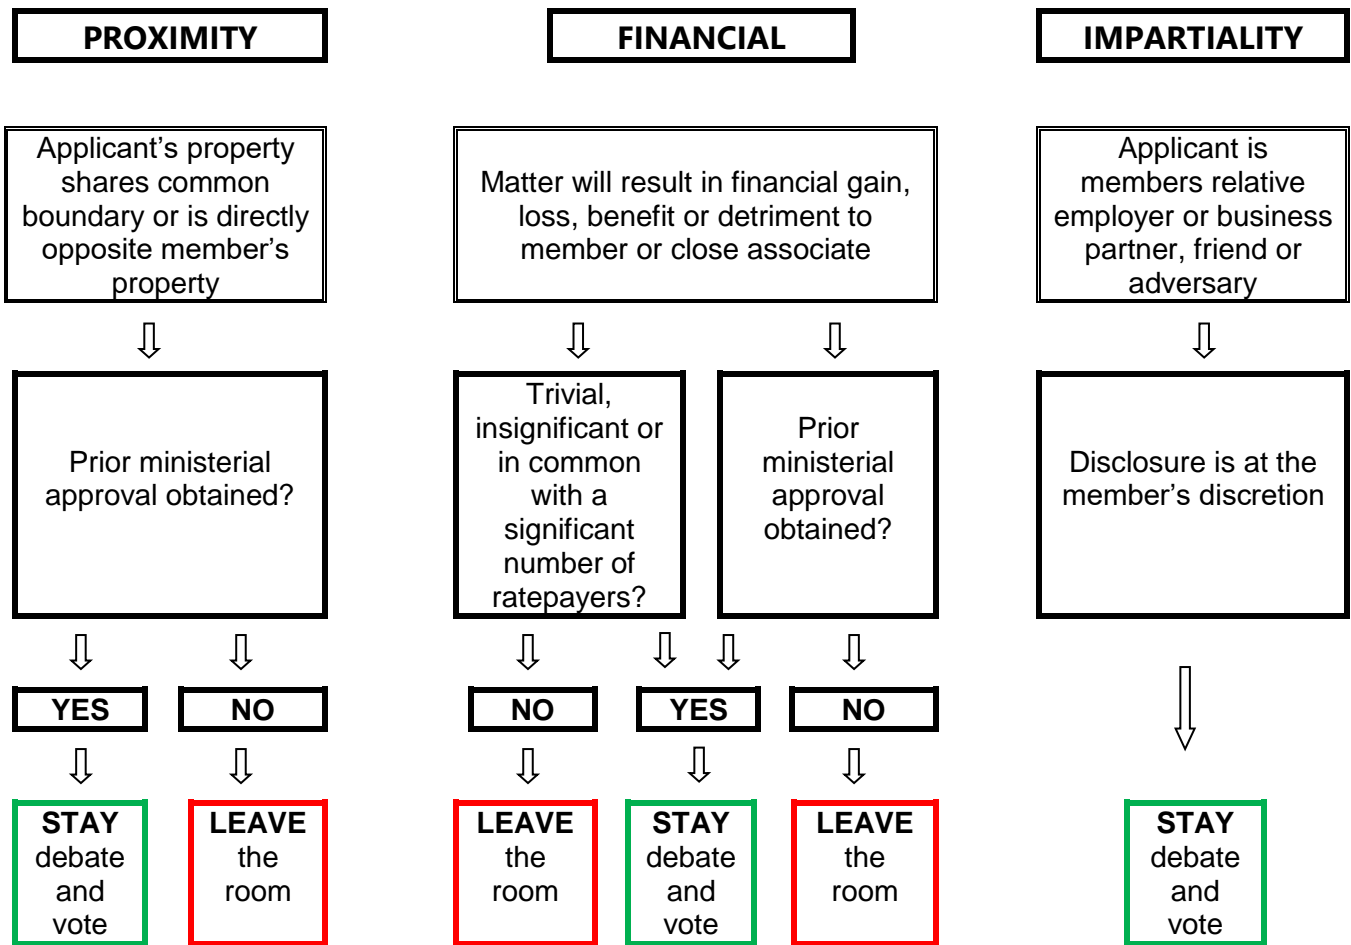 PROXIMITY
FINANCIAL
IMPARTIALITY
Applicant’s property
shares common
boundary or is directly
opposite member’s
property
Matter will result in financial gain,
loss, benefit or detriment to
member or close associate
Applicant is
members relative
employer or business
partner, friend or
adversary
Prior ministerial
approval obtained?
Trivial,
insignificant or
in common
with a
significant
number of
ratepayers?
Prior
ministerial
approval
obtained?
Disclosure is at the
member’s discretion
YES
NO
NO
YES
NO
STAY
debate
and
vote
LEAVE
the
room
LEAVE
the
room
STAY
debate
and
vote
LEAVE
the
room
STAY
debate
and
vote